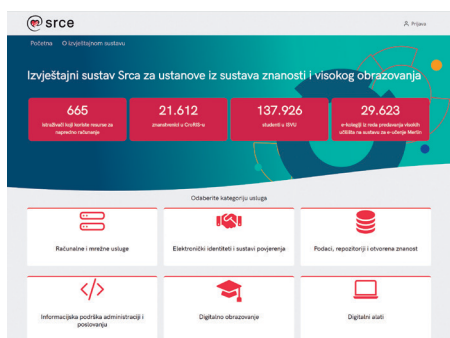 srce
Prijava
Početna O izvještajnom sustavu
Izvještajni sustav Srca za ustanove iz sustava znanosti i visokog obrazovanja
665
istraživači koji koriste resurse za
napredno računanje
21.612
znanstvenici u CroRIS-u
137.926
studenti u ISVU
29.623
e-kolegiji iz reda predavanja visokih
učilišta na sustavu za e-učenje Merlin
Odaberite kategoriju usluga
Računalne i mrežne usluge
Elektronički identiteti i sustavi povjerenja
Podaci, repozitoriji i otvorena znanost
Informacijska podrška administraciji i
poslovanju
Digitalno obrazovanje
Digitalni alati